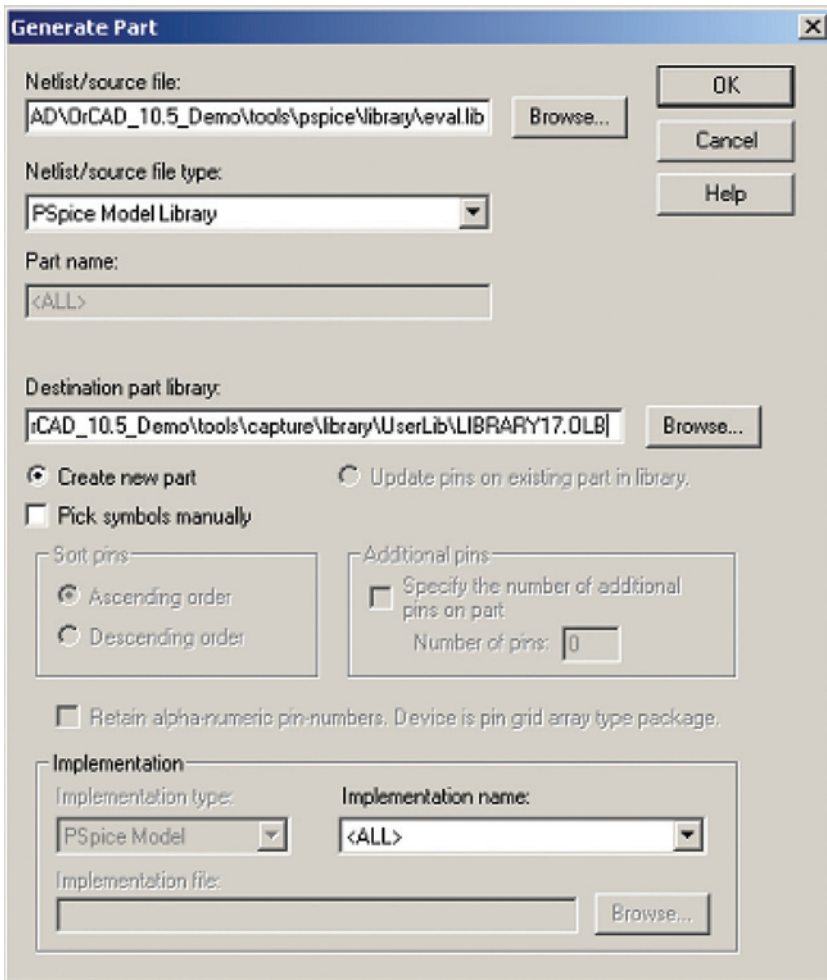 Generate Part
Netlist/source file:
AD\OrCAD_10.5_Demo\tools\pspice\library\eval.lib
Browse...
OK
Cancel
Help
Netlist/source file type:
PSpice Model Library
Part name:
<ALL>
Destination part library:
rCAD_10.5_Demo\tools\capture\library\UserLib\LIBRARY17.OLB
Browse...
Create new part
Update pins on existing part in library.
Pick symbols manually
Sort pins
Ascending order
Descending order
Additional pins
Specify the number of additional
pins on part
Number of pins: 0
Retain alpha-numeric pin-numbers. Device is pin grid array type package.
Implementation
Implementation type:
PSpice Model
Implementation name:
<ALL>
Implementation file:
Browse...